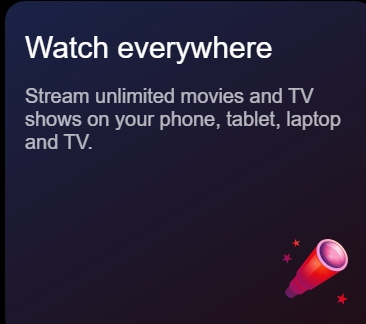 Watch everywhere
Stream unlimited movies and TV
shows on your phone, tablet, laptop
and TV.